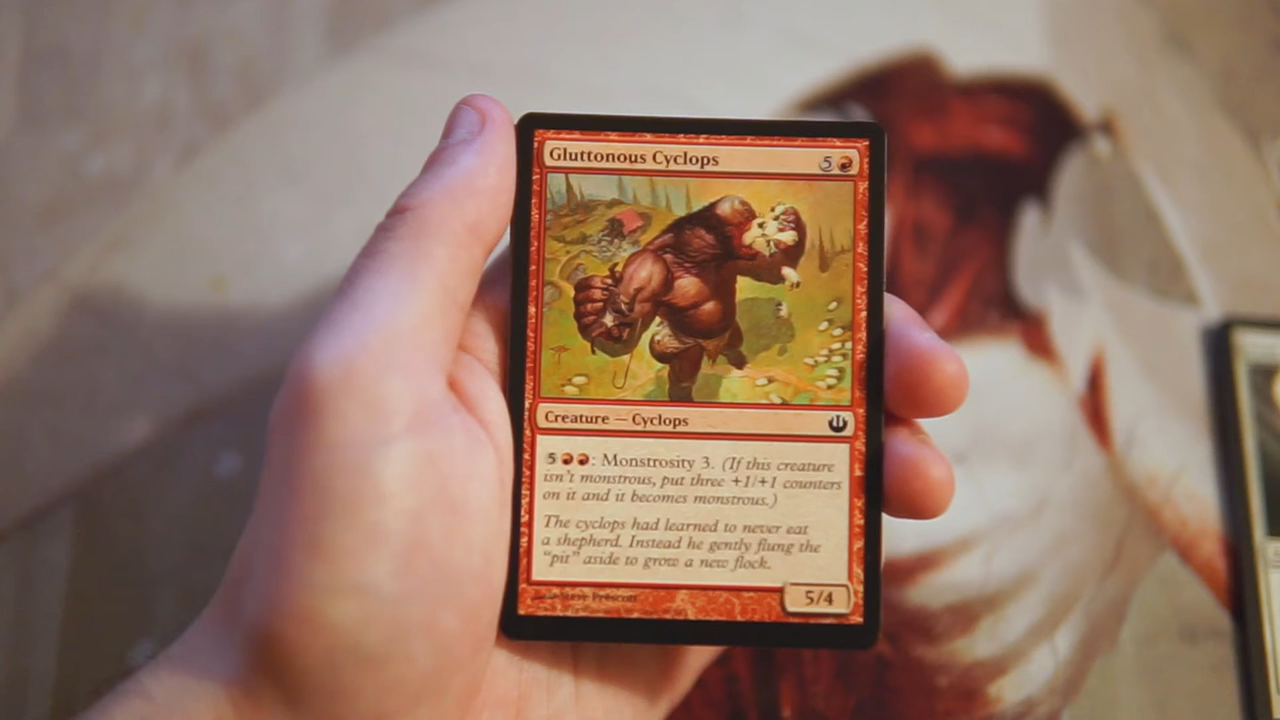 Gluttonous Cyclops 5
Creature — Cyclops
5: Monstrosity 3. (If this creature
isn't monstrous, put three +1/+1 counters
on it and it becomes monstrous.)
The cyclops had learned to never eat
a shepherd. Instead he gently flung the
"pit" aside to grow a new flock.
Steve Prescott
5/4